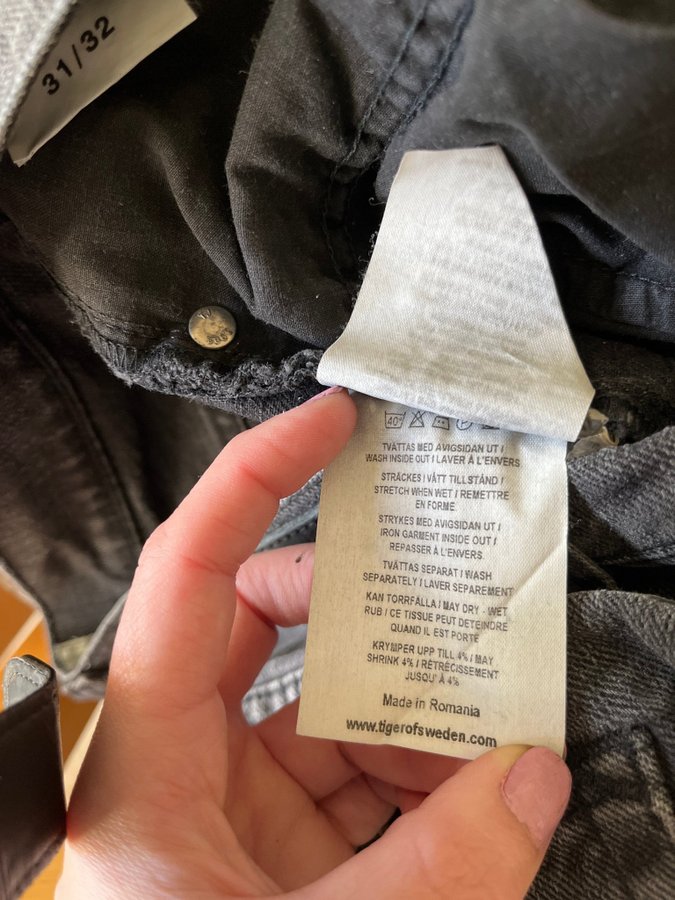 31/32
40°
P
TVÄTTAS MED AVIGSIDAN UT /
WASH INSIDE OUT / LAVER À L'ENVERS.
STRÄCKES I VÅTT TILLSTÅND /
STRETCH WHEN WET / REMETTRE
EN FORME.
STRYKES MED AVIGSIDAN UT /
IRON GARMENT INSIDE OUT /
REPASSER À L'ENVERS.
TVÄTTAS SEPARAT / WASH
SEPARATELY / LAVER SEPAREMENT
KAN TORRFÄLLA / MAY DRY - WET
RUB / CE TISSUE PEUT DETEINDRE
QUAND IL EST PORTÉ
KRYMPER UPP TILL 4% / MAY
SHRINK 4% / RÉTRÉCISSEMENT
JUSQU' À 4%
Made in Romania
www.tigerofsweden.com